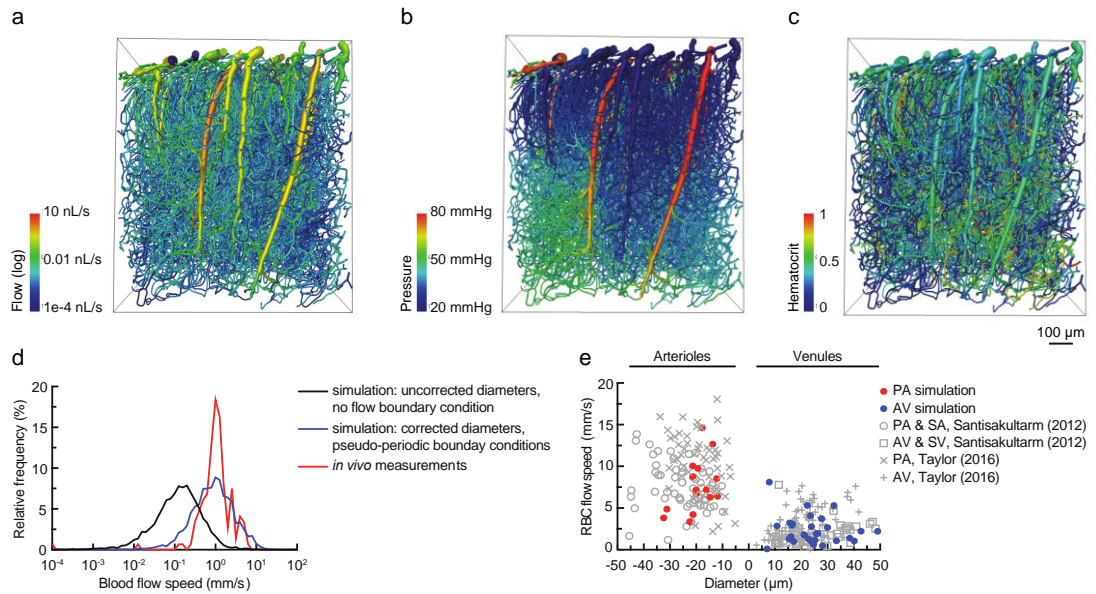 a
b
c
10 nL/s
0.01 nL/s
1e-4 nL/s
Flow (log)
80 mmHg
50 mmHg
20 mmHg
Pressure
1
0.5
0
Hematocrit
100 µm
d
20
15
10
5
0
Relative frequency (%)
10⁻⁴ 10⁻³ 10⁻² 10⁻¹ 10⁰ 10¹ 10²
Blood flow speed (mm/s)
simulation: uncorrected diameters,
no flow boundary condition
simulation: corrected diameters,
pseudo-periodic bounday conditions
in vivo measurements
e
Arterioles Venules
20
15
10
5
0
RBC flow speed (mm/s)
-50 -40 -30 -20 -10 0 10 20 30 40 50
Diameter (µm)
PA simulation
AV simulation
PA & SA, Santisakultarm (2012)
AV & SV, Santisakultarm (2012)
PA, Taylor (2016)
AV, Taylor (2016)